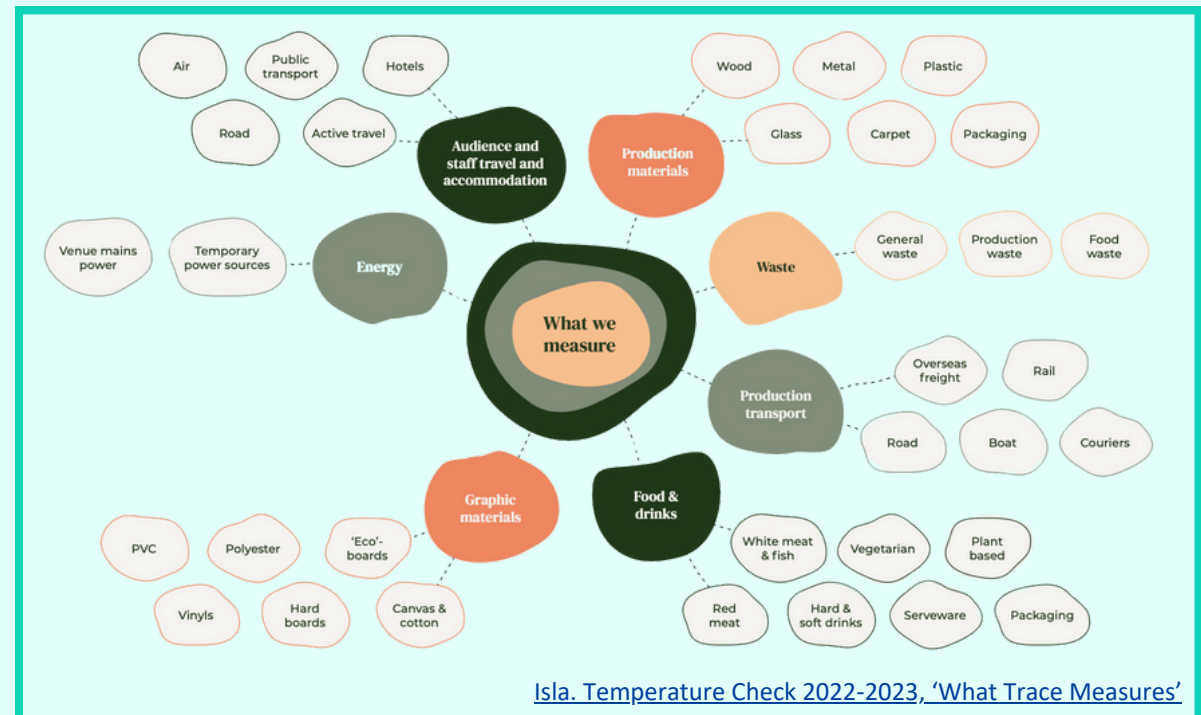 Air
Public
transport
Hotels
Road
Active travel
Audience and
staff travel and
accommodation
Wood
Metal
Plastic
Glass
Carpet
Packaging
Production
materials
Venue mains
power
Temporary
power sources
Energy
What we
measure
Waste
General
waste
Production
waste
Food
waste
Production
transport
Overseas
freight
Rail
Road
Boat
Couriers
Graphic
materials
PVC
Polyester
‘Eco’-
boards
Vinyls
Hard
boards
Canvas &
cotton
Food &
drinks
White meat
& fish
Vegetarian
Plant
based
Red
meat
Hard &
soft drinks
Serveware
Packaging
Isla. Temperature Check 2022-2023, ‘What Trace Measures’